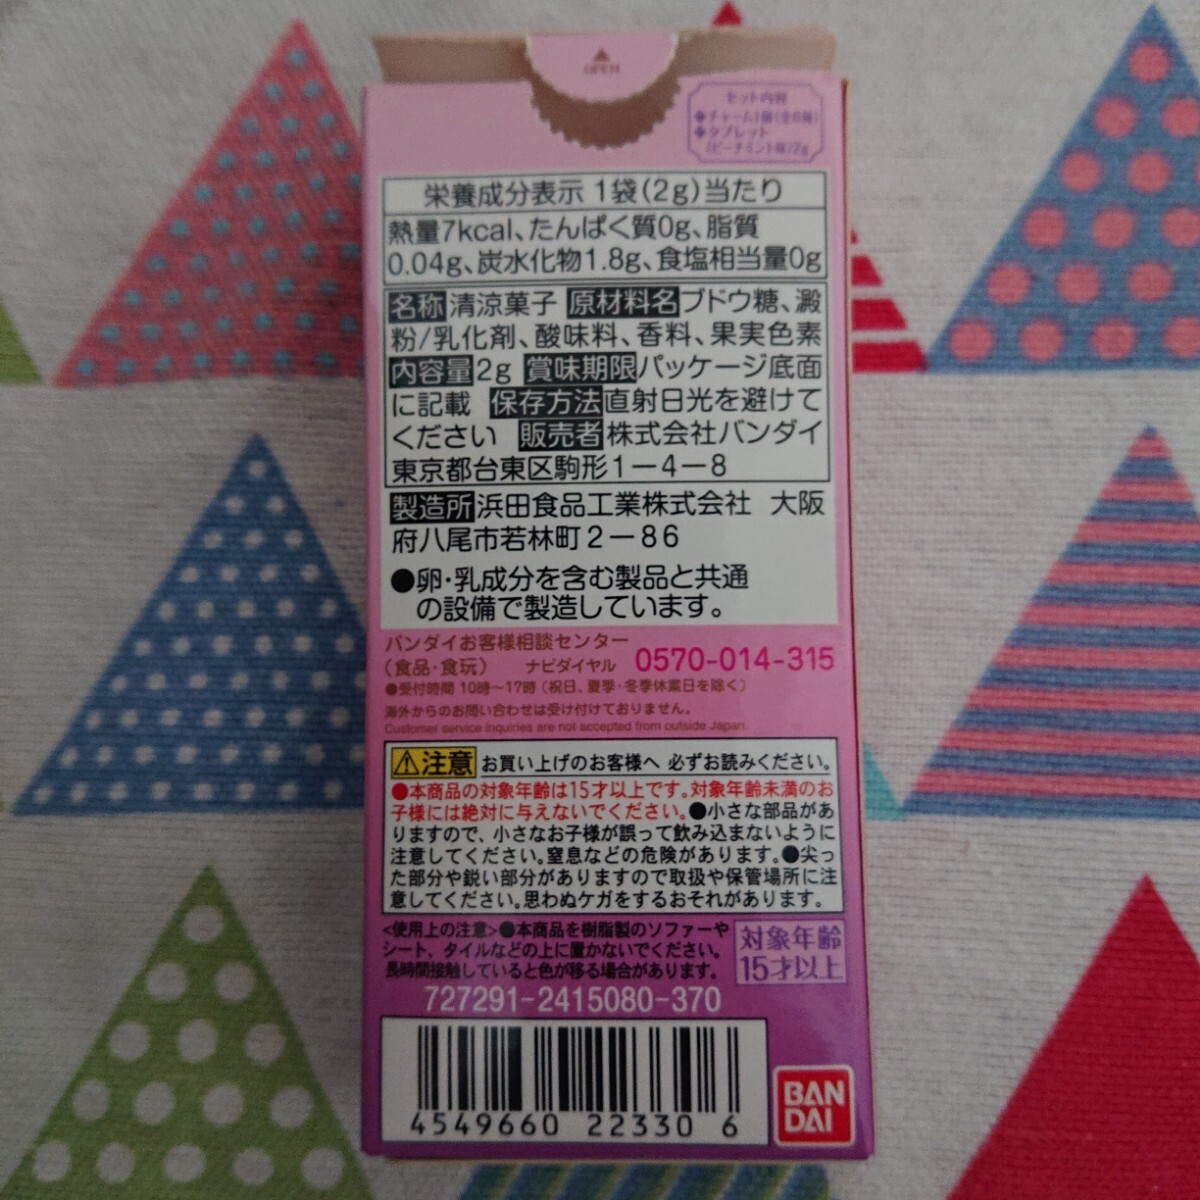 OPEN
セット内容
◆チャーム1個(全6種)
◆タブレット
(ピーチミント味)2g
栄養成分表示 1袋(2g)当たり
熱量7kcal、たんぱく質0g、脂質
0.04g、炭水化物1.8g、食塩相当量0g
名称 清涼菓子 原材料名 ブドウ糖、澱
粉/乳化剤、酸味料、香料、果実色素
内容量 2g 賞味期限 パッケージ底面
に記載 保存方法 直射日光を避けて
ください 販売者 株式会社バンダイ
東京都台東区駒形1-4-8
製造所 浜田食品工業株式会社 大阪
府八尾市若林町2-86
●卵・乳成分を含む製品と共通
の設備で製造しています。
バンダイお客様相談センター
(食品・食玩) ナビダイヤル 0570-014-315
●受付時間 10時～17時 (祝日、夏季・冬季休業日を除く)
海外からのお問い合わせは受け付けておりません。
Customer service inquiries are not accepted from outside Japan.
⚠注意 お買い上げのお客様へ 必ずお読みください。
●本商品の対象年齢は15才以上です。対象年齢未満のお
子様には絶対に与えないでください。●小さな部品があ
りますので、小さなお子様が誤って飲み込まないように
注意してください。窒息などの危険があります。●尖っ
た部分や鋭い部分がありますので取扱や保管場所に注
意してください。思わぬケガをするおそれがあります。
<使用上の注意>●本商品を樹脂製のソファーや
シート、タイルなどの上に置かないでください。
長時間接触していると色が移る場合があります。
対象年齢
15才以上
727291-2415080-370
4549660 22330 6
BAN
DAI